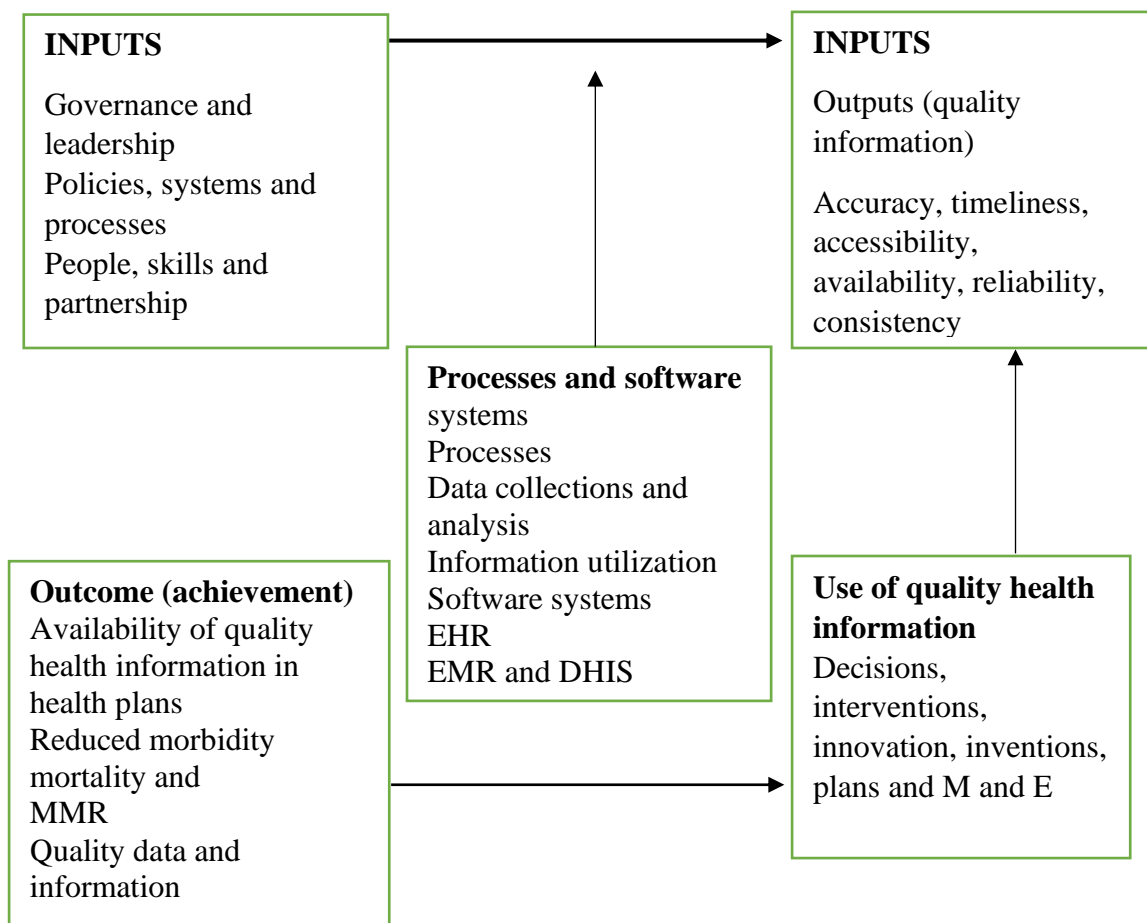 INPUTS
Governance and
leadership
Policies, systems and
processes
People, skills and
partnership
INPUTS
Outputs (quality
information)
Accuracy, timeliness,
accessibility,
availability, reliability,
consistency
Processes and software
systems
Processes
Data collections and
analysis
Information utilization
Software systems
EHR
EMR and DHIS
Outcome (achievement)
Availability of quality
health information in
health plans
Reduced morbidity
mortality and
MMR
Quality data and
information
Use of quality health
information
Decisions,
interventions,
innovation, inventions,
plans and M and E